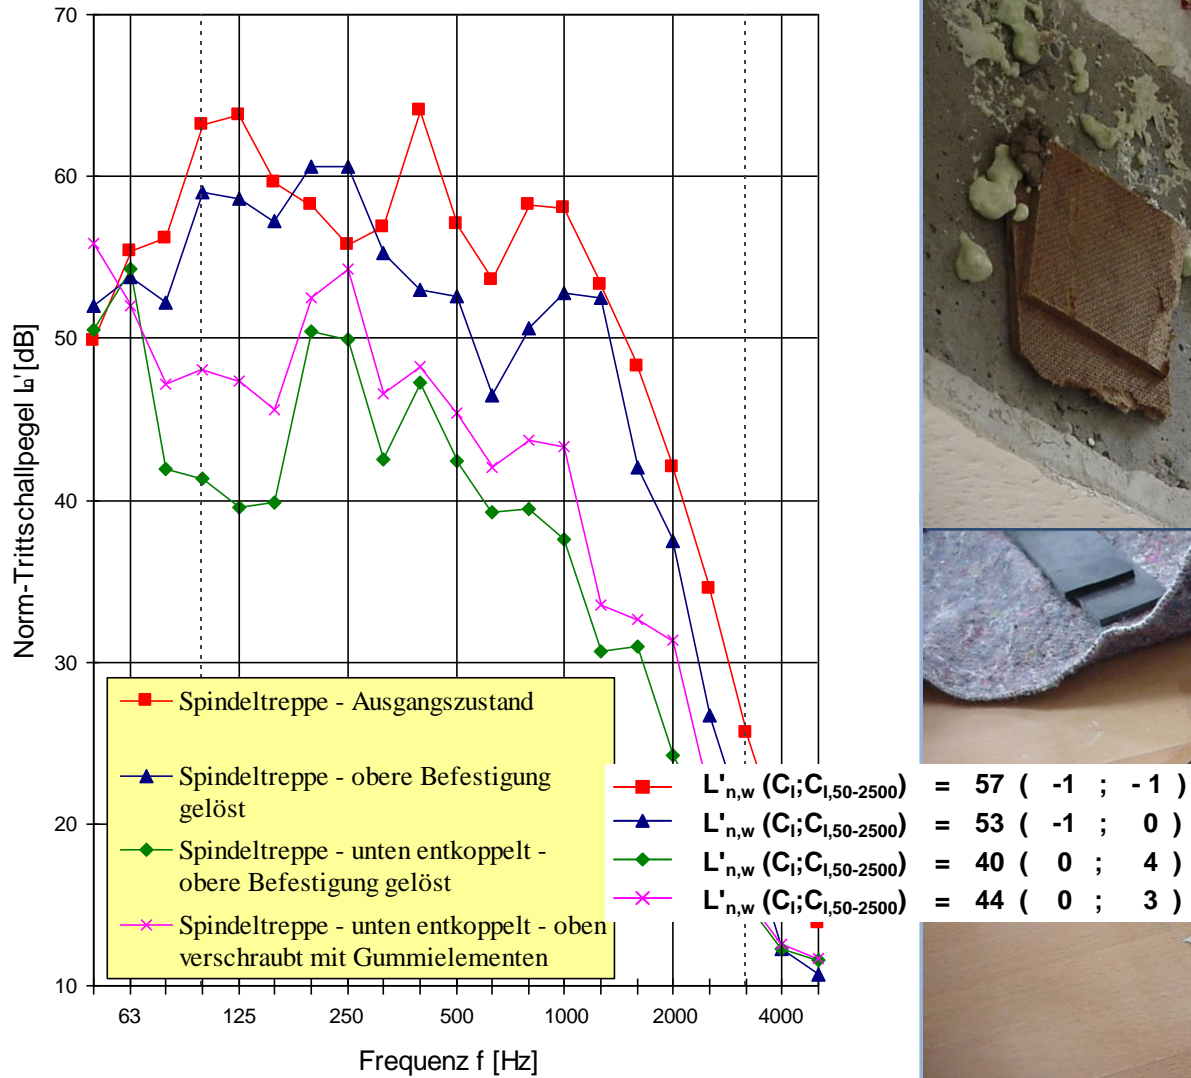 70
60
50
40
30
20
10
Norm-Trittschallpegel Ln' [dB]
Spindeltreppe - Ausgangszustand
Spindeltreppe - obere Befestigung
gelöst
Spindeltreppe - unten entkoppelt -
obere Befestigung gelöst
Spindeltreppe - unten entkoppelt - oben
verschraubt mit Gummielementen
L'n,w (CI;CI,50-2500) = 57 ( -1 ; -1 )
L'n,w (CI;CI,50-2500) = 53 ( -1 ; 0 )
L'n,w (CI;CI,50-2500) = 40 ( 0 ; 4 )
L'n,w (CI;CI,50-2500) = 44 ( 0 ; 3 )
63 125 250 500 1000 2000 4000
Frequenz f [Hz]